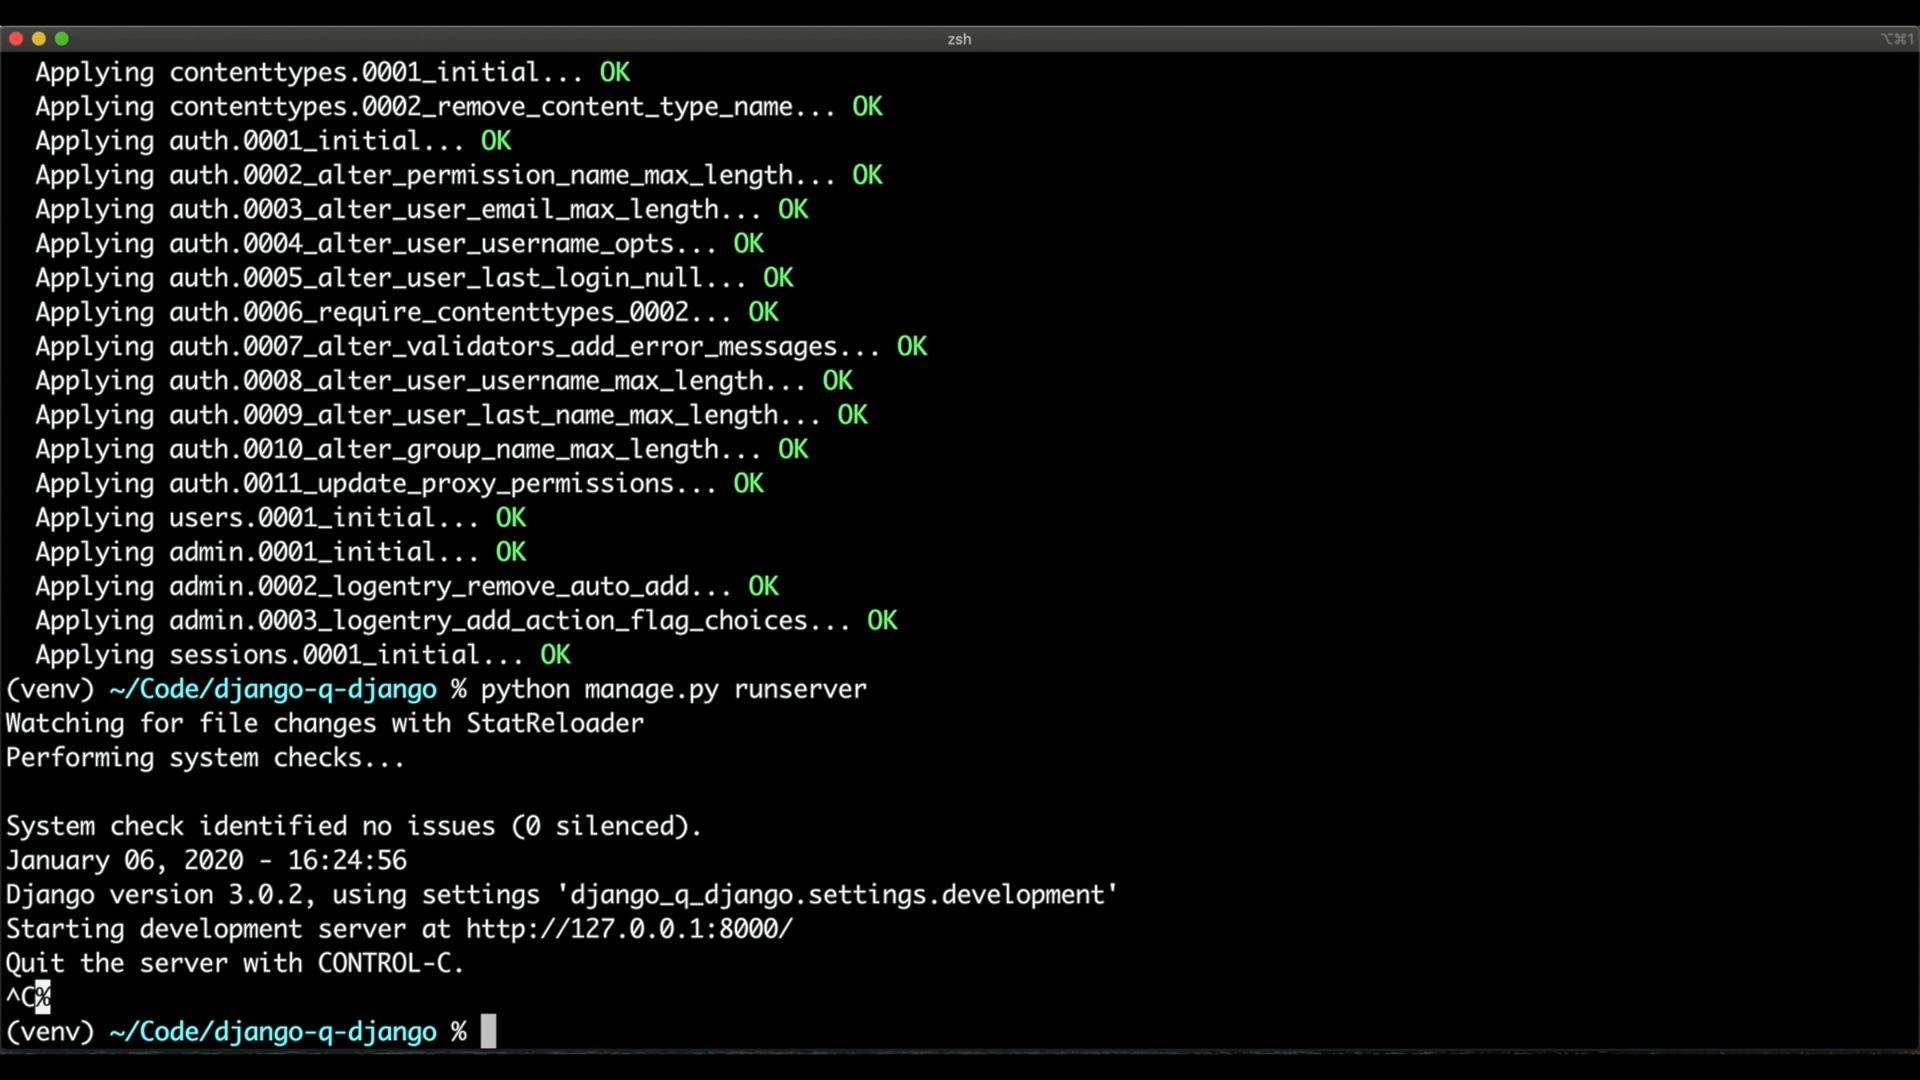 zsh
⌥⌘1
Applying contenttypes.0001_initial... OK
Applying contenttypes.0002_remove_content_type_name... OK
Applying auth.0001_initial... OK
Applying auth.0002_alter_permission_name_max_length... OK
Applying auth.0003_alter_user_email_max_length... OK
Applying auth.0004_alter_user_username_opts... OK
Applying auth.0005_alter_user_last_login_null... OK
Applying auth.0006_require_contenttypes_0002... OK
Applying auth.0007_alter_validators_add_error_messages... OK
Applying auth.0008_alter_user_username_max_length... OK
Applying auth.0009_alter_user_last_name_max_length... OK
Applying auth.0010_alter_group_name_max_length... OK
Applying auth.0011_update_proxy_permissions... OK
Applying users.0001_initial... OK
Applying admin.0001_initial... OK
Applying admin.0002_logentry_remove_auto_add... OK
Applying admin.0003_logentry_add_action_flag_choices... OK
Applying sessions.0001_initial... OK
(venv) ~/Code/django-q-django % python manage.py runserver
Watching for file changes with StatReloader
Performing system checks...
System check identified no issues (0 silenced).
January 06, 2020 - 16:24:56
Django version 3.0.2, using settings 'django_q_django.settings.development'
Starting development server at http://127.0.0.1:8000/
Quit the server with CONTROL-C.
^C%
(venv) ~/Code/django-q-django %